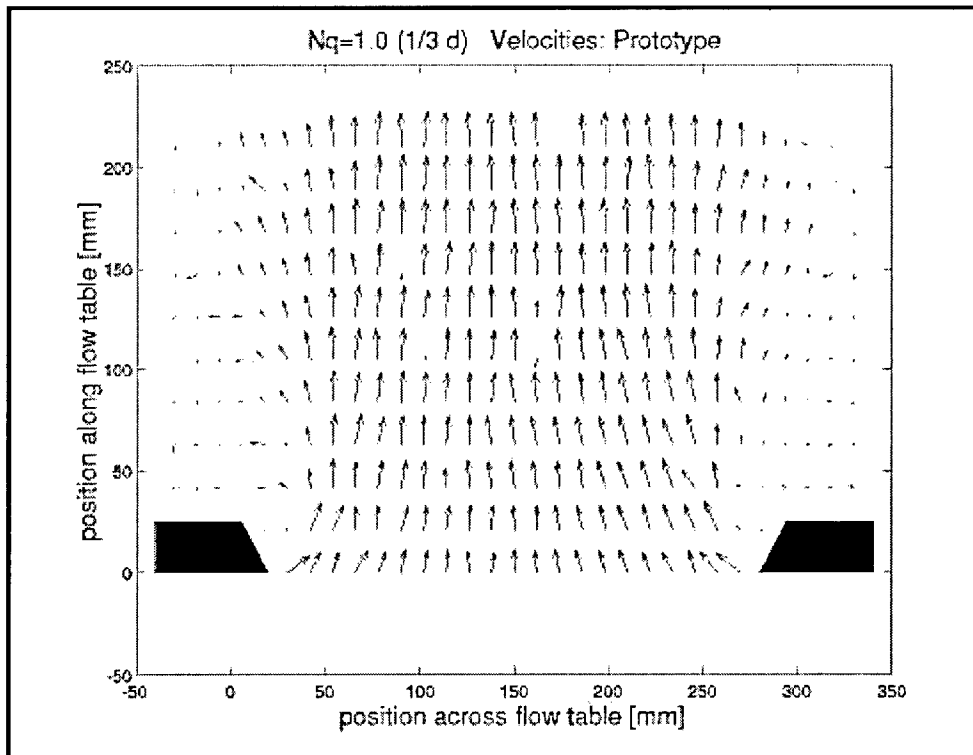 Nq=1.0 (1/3 d) Velocities: Prototype
250
200
150
100
50
0
-50
position along flow table [mm]
-50 0 50 100 150 200 250 300 350
position across flow table [mm]